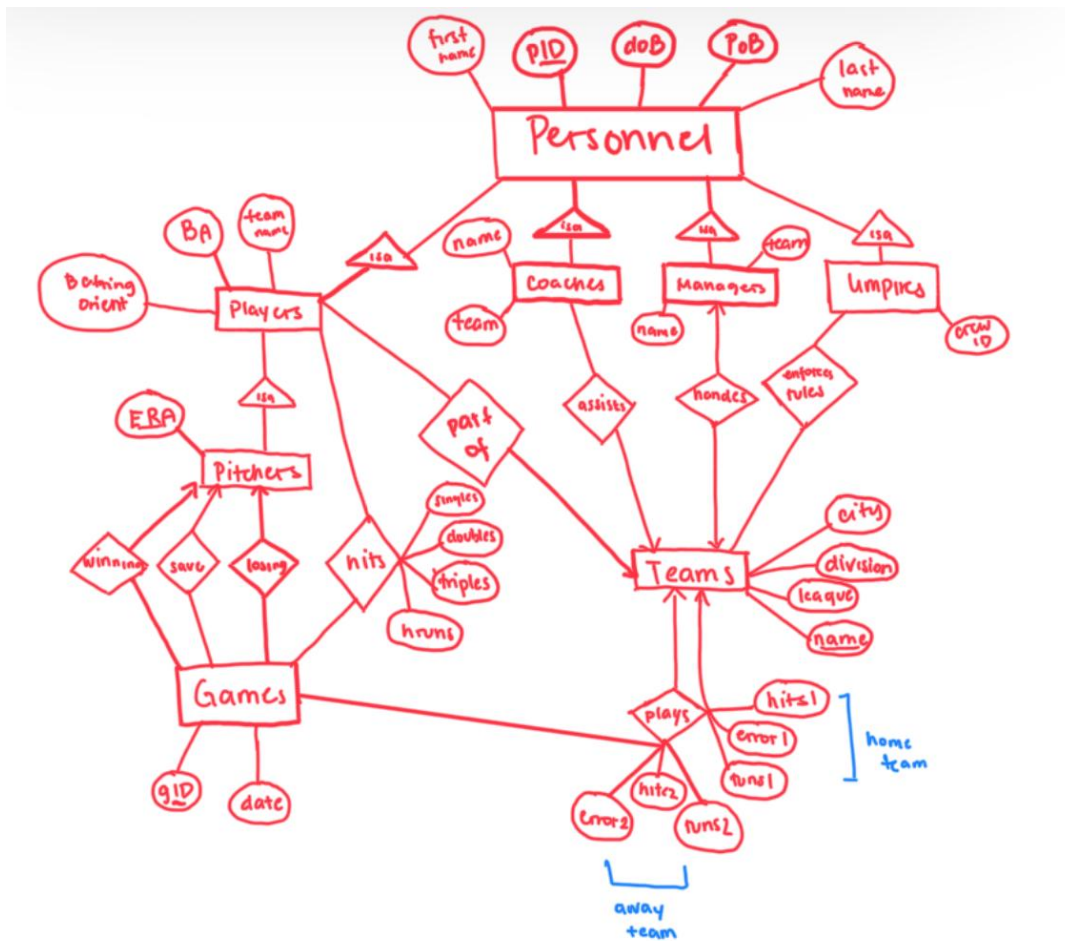 first
name
pID
doB
PoB
last
name
Personnel
BA
team
name
Batting
orient
Players
isa
name
isa
isa
team
isa
Coaches
Managers
Umpires
team
name
crew
ID
isa
ERA
Pitchers
part
of
assists
handles
enforces
rules
winning
save
losing
hits
singles
doubles
triples
hruns
Teams
city
division
league
name
Games
gID
date
plays
hits1
error1
runs1
home
team
error2
hits2
runs2
away
team